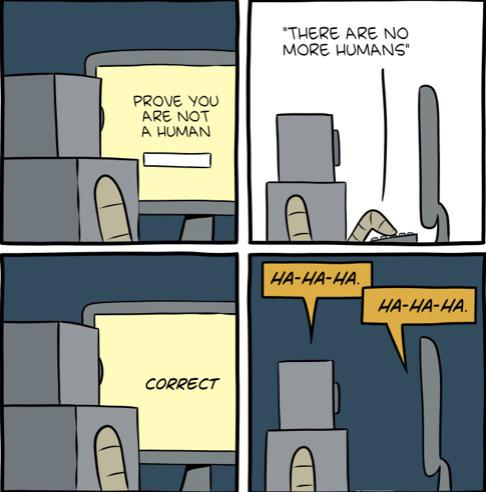 PROVE YOU
ARE NOT
A HUMAN
"THERE ARE NO
MORE HUMANS"
CORRECT
HA-HA-HA.
HA-HA-HA.